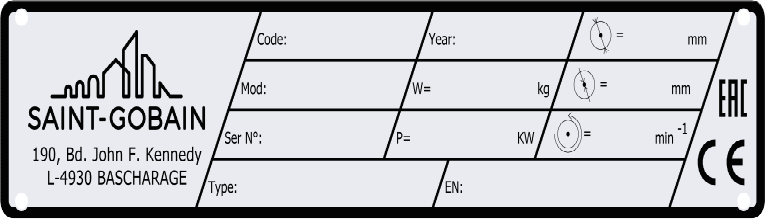 SAINT-GOBAIN
190, Bd. John F. Kennedy
L-4930 BASCHARAGE
Code: Year: = mm
Mod: W= kg = mm
Ser N°: P= KW = min⁻¹
Type: EN:
EAC
CE